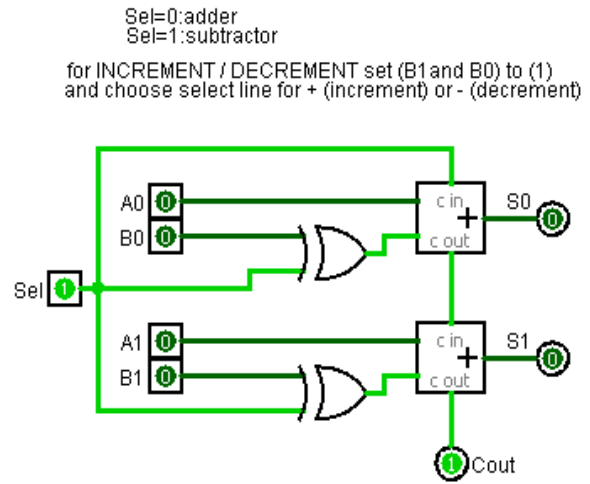 Sel=0:adder
Sel=1:subtractor
for INCREMENT / DECREMENT set (B1and B0) to (1)
and choose select line for + (increment) or - (decrement)
A0 0
c in
+
S0
0
B0 0
c out
Sel 1
A1 0
c in
+
S1
0
B1 0
c out
1 Cout